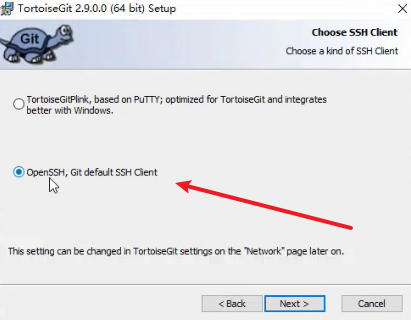 TortoiseGit 2.9.0.0 (64 bit) Setup
Git
Choose SSH Client
Choose a kind of SSH Client
TortoiseGitPlink, based on PuTTY; optimized for TortoiseGit and integrates
better with Windows.
OpenSSH, Git default SSH Client
This setting can be changed in TortoiseGit settings on the "Network" page later on.
< Back
Next >
Cancel